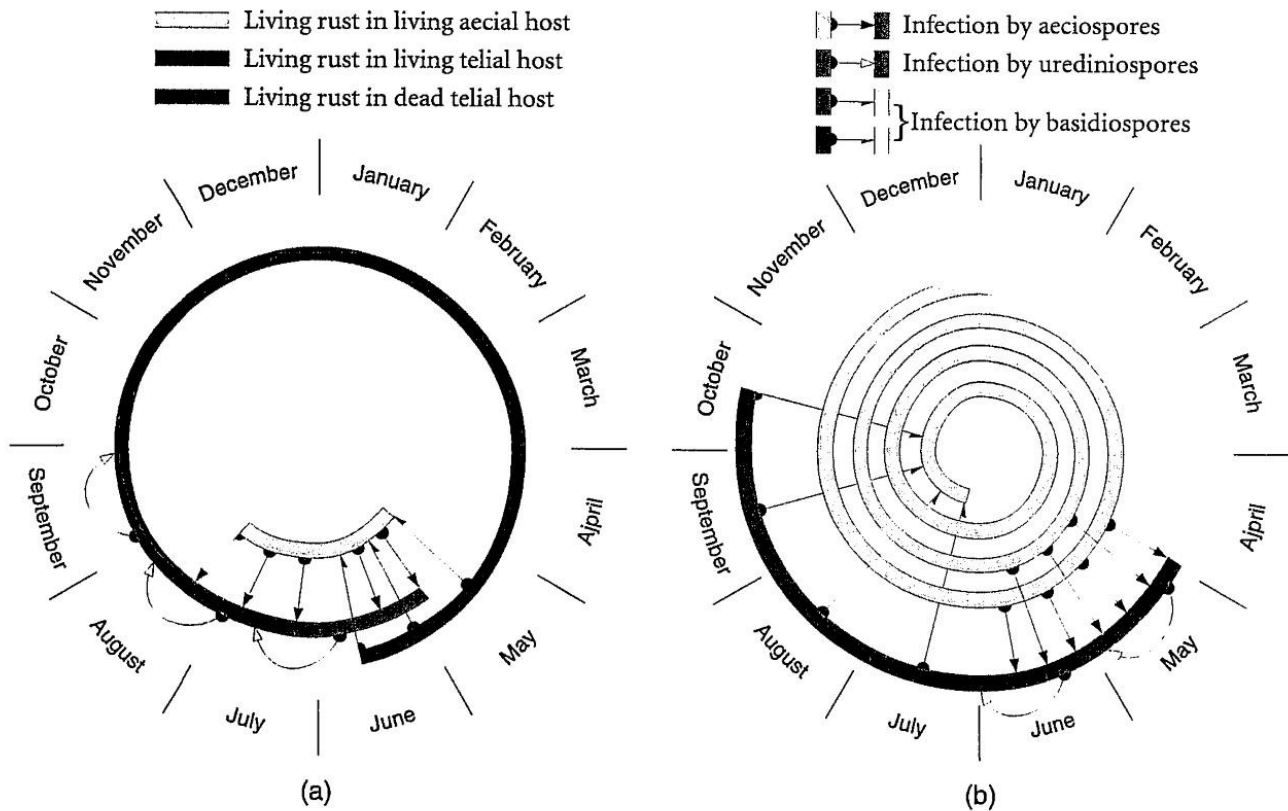 Living rust in living aecial host
Living rust in living telial host
Living rust in dead telial host
Infection by aeciospores
Infection by urediniospores
Infection by basidiospores
December
January
November
February
October
March
September
Ajpril
August
May
July
June
(a)
December
January
November
February
October
March
September
Ajpril
August
May
July
June
(b)